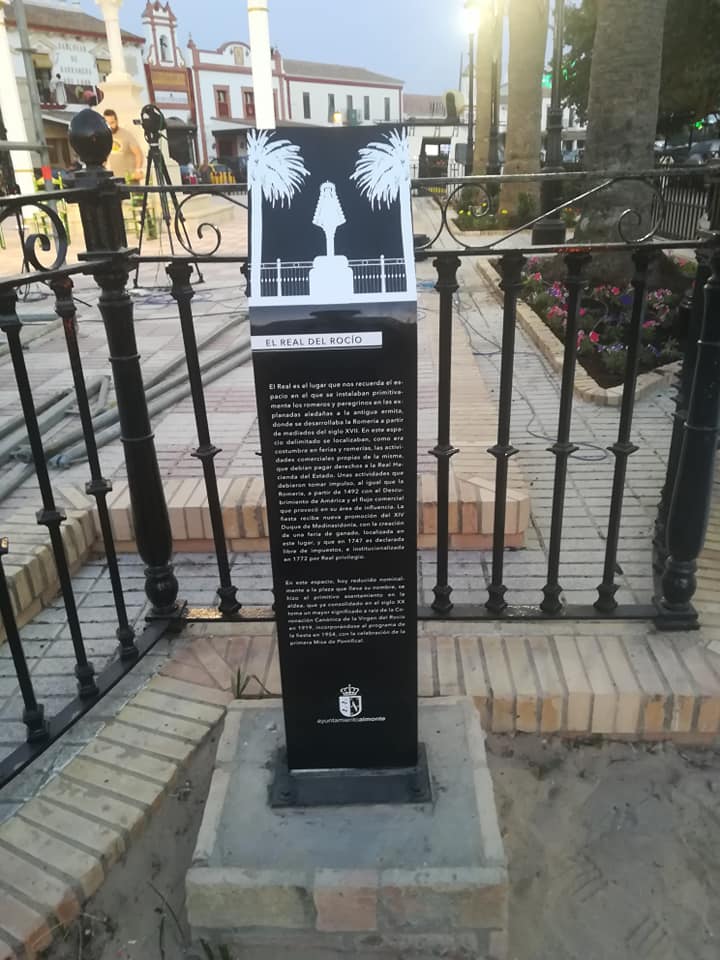 EL REAL DEL ROCÍO
El Real es el lugar que nos recuerda el es-
pacio en el que se instalaban primitiva-
mente los romeros y peregrinos en las ex-
planadas aledañas a la antigua ermita,
donde se desarrollaba la Romería a partir
de mediados del siglo XVII. En este espa-
cio delimitado se localizaban, como era
costumbre en ferias y romerías, las activi-
dades comerciales propias de la misma,
que debían pagar derechos a la Real Ha-
cienda del Estado. Unas actividades que
debieron tomar impulso, al igual que la
Romería, a partir de 1492 con el Descu-
brimiento de América y el flujo comercial
que provocó en su área de influencia. La
fiesta recibe nueva promoción del XIV
Duque de Medinasidonia, con la creación
de una feria de ganado, localizada en
este lugar, y que en 1747 es declarada
libre de impuestos, e institucionalizada
en 1772 por Real privilegio.
En este espacio, hoy reducido nominal-
mente a la plaza que lleva su nombre, se
hizo el primitivo asentamiento en la
aldea, que ya consolidado en el siglo XX
tome un mayor significado a raíz de la Co-
ronación Canónica de la Virgen del Rocío
en 1919, incorporándose al programa de
la fiesta en 1954, con la celebración de la
primera Misa de Pontifical.
ayuntamientoalmonte